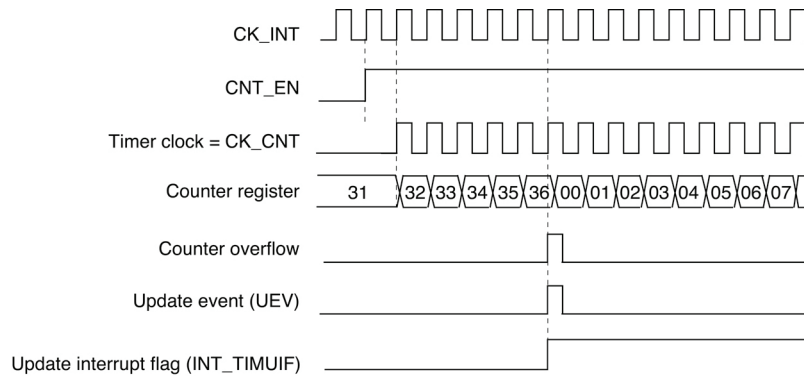 CK_INT
CNT_EN
Timer clock = CK_CNT
Counter register 31 32 33 34 35 36 00 01 02 03 04 05 06 07
Counter overflow
Update event (UEV)
Update interrupt flag (INT_TIMUIF)